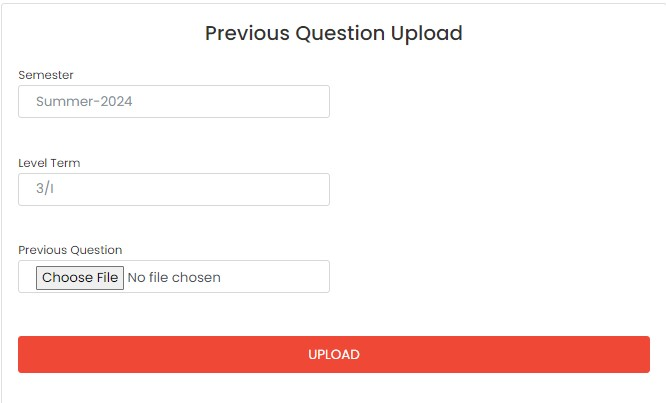 Previous Question Upload
Semester
Summer-2024
Level Term
3/I
Previous Question
Choose File No file chosen
UPLOAD